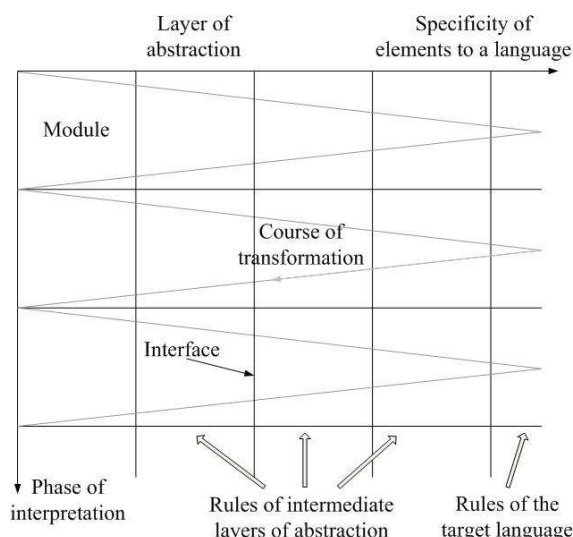 Layer of
abstraction
Specificity of
elements to a language
Module
Course of
transformation
Interface
Phase of
interpretation
Rules of intermediate
layers of abstraction
Rules of the
target language